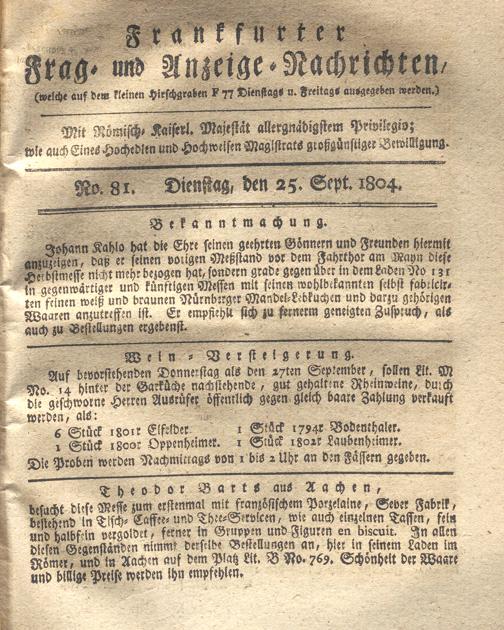 Frankfurter
Frag- und Anzeige-Nachrichten,
(welche auf dem kleinen Hirschgraben F 77 Dienstags u. Freitags ausgegeben werden.)
Mit Römisch- Kaiserl. Majestät allergnädigstem Privilegio;
wie auch Eines Hochedlen und Hochweisen Magistrats großgünstiger Bewilligung.
No. 81. Dienstag, den 25. Sept. 1804.
Bekanntmachung.
Johann Kahlo hat die Ehre seinen geehrten Gönnern und Freunden hiermit
anzuzeigen, daß er seinen vorigen Meßstand vor dem Fahrthor am Mayn diese
Herbstmesse nicht mehr bezogen hat, sondern grade gegen über in dem Laden No 131
in gegenwärtiger und künftigen Messen mit seinen wohlbekannten selbst fabricir-
ten feinen weiß und braunen Nürnberger Mandel-Lebkuchen und darzu gehörigen
Waaren anzutreffen ist. Er empfiehlt sich zu fernerm geneigten Zuspruch, als
auch zu Bestellungen ergebenst.
Wein-Versteigerung.
Auf bevorstehenden Donnerstag als den 27ten September, sollen Lit. M
No. 14 hinter der Garküche nachstehende, gut gehaltene Rheinweine, durch
die geschworne Herren Ausrüfer öffentlich gegen gleich baare Zahlung verkauft
werden, als:
6 Stück 1801r Elfelder. 1 Stück 1794r Bodenthaler.
1 Stück 1800r Oppenheimer. 1 Stück 1802r Laubenheimer.
Die Proben werden Nachmittags von 1 bis 2 Uhr an den Fässern gegeben.
Theodor Barts aus Aachen,
besucht diese Messe zum erstenmal mit französischem Porzelaine, Sever Fabrik,
bestehend in Tisch- Caffee- und Thee-Servicen, wie auch einzelnen Tassen, fein
und halbfein vergoldet, ferner in Gruppen und Figuren en biscuit. In allen
diesen Gegenständen nimmt derselbe Bestellungen an, hier in seinem Laden im
Römer, und in Aachen auf dem Platz Lit. B No. 769. Schönheit der Waare
und billige Preise werden ihn empfehlen.